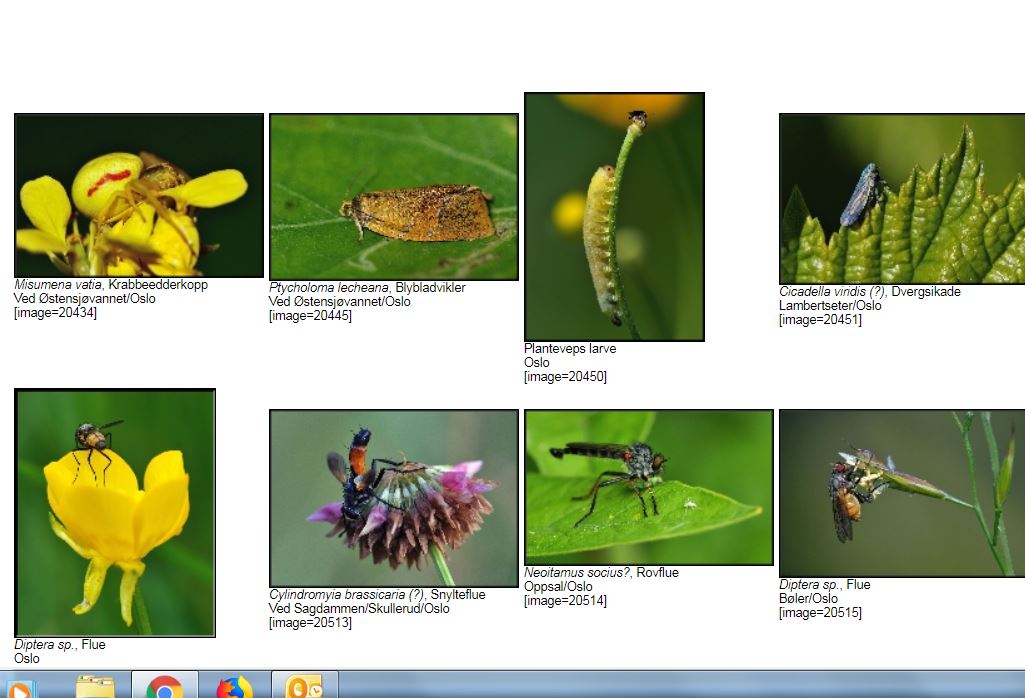 Misumena vatia, Krabbeedderkopp
Ved Østensjøvannet/Oslo
[image=20434]
Ptycholoma lecheana, Blybladvikler
Ved Østensjøvannet/Oslo
[image=20445]
Planteveps larve
Oslo
[image=20450]
Cicadella viridis (?), Dvergsikade
Lambertseter/Oslo
[image=20451]
Diptera sp., Flue
Oslo
Cylindromyia brassicaria (?), Snylteflue
Ved Sagdammen/Skullerud/Oslo
[image=20513]
Neoitamus socius?, Rovflue
Oppsal/Oslo
[image=20514]
Diptera sp., Flue
Bøler/Oslo
[image=20515]